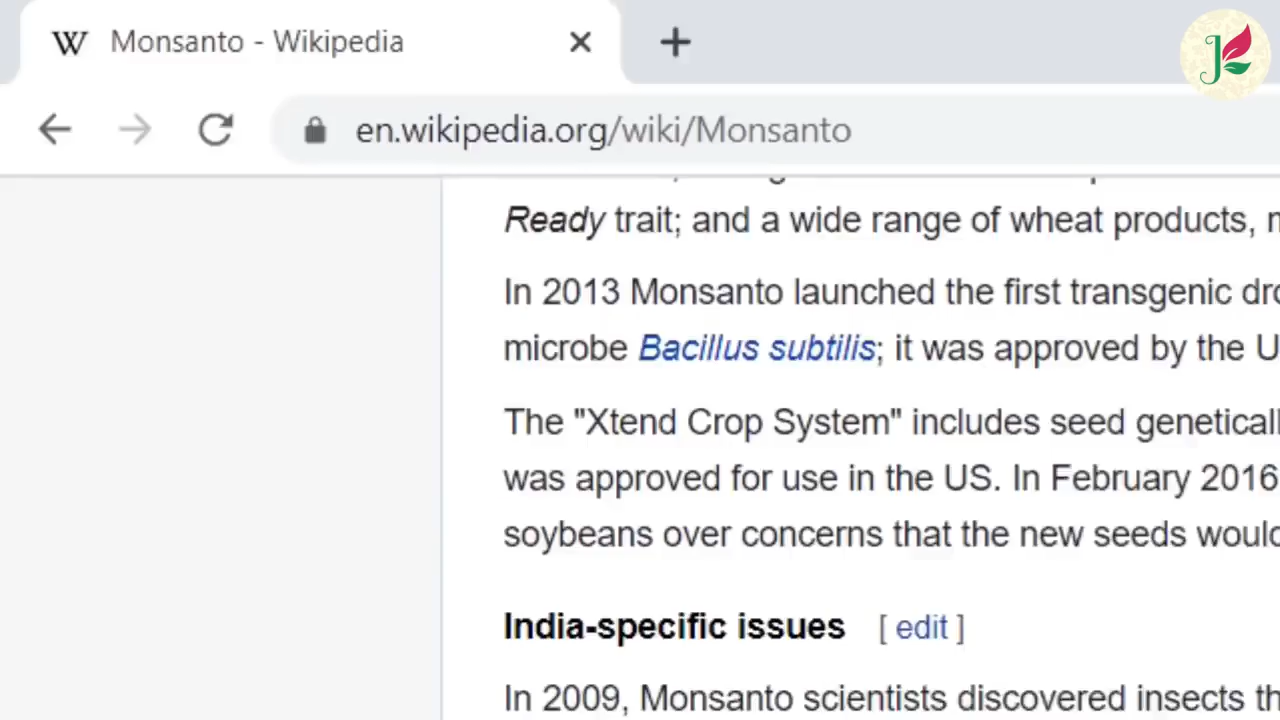 W Monsanto - Wikipedia
en.wikipedia.org/wiki/Monsanto
Ready trait; and a wide range of wheat products,
In 2013 Monsanto launched the first transgenic
microbe Bacillus subtilis; it was approved by the
The "Xtend Crop System" includes seed
was approved for use in the US. In February 2016
soybeans over concerns that the new seeds
India-specific issues [ edit ]
In 2009, Monsanto scientists discovered insects